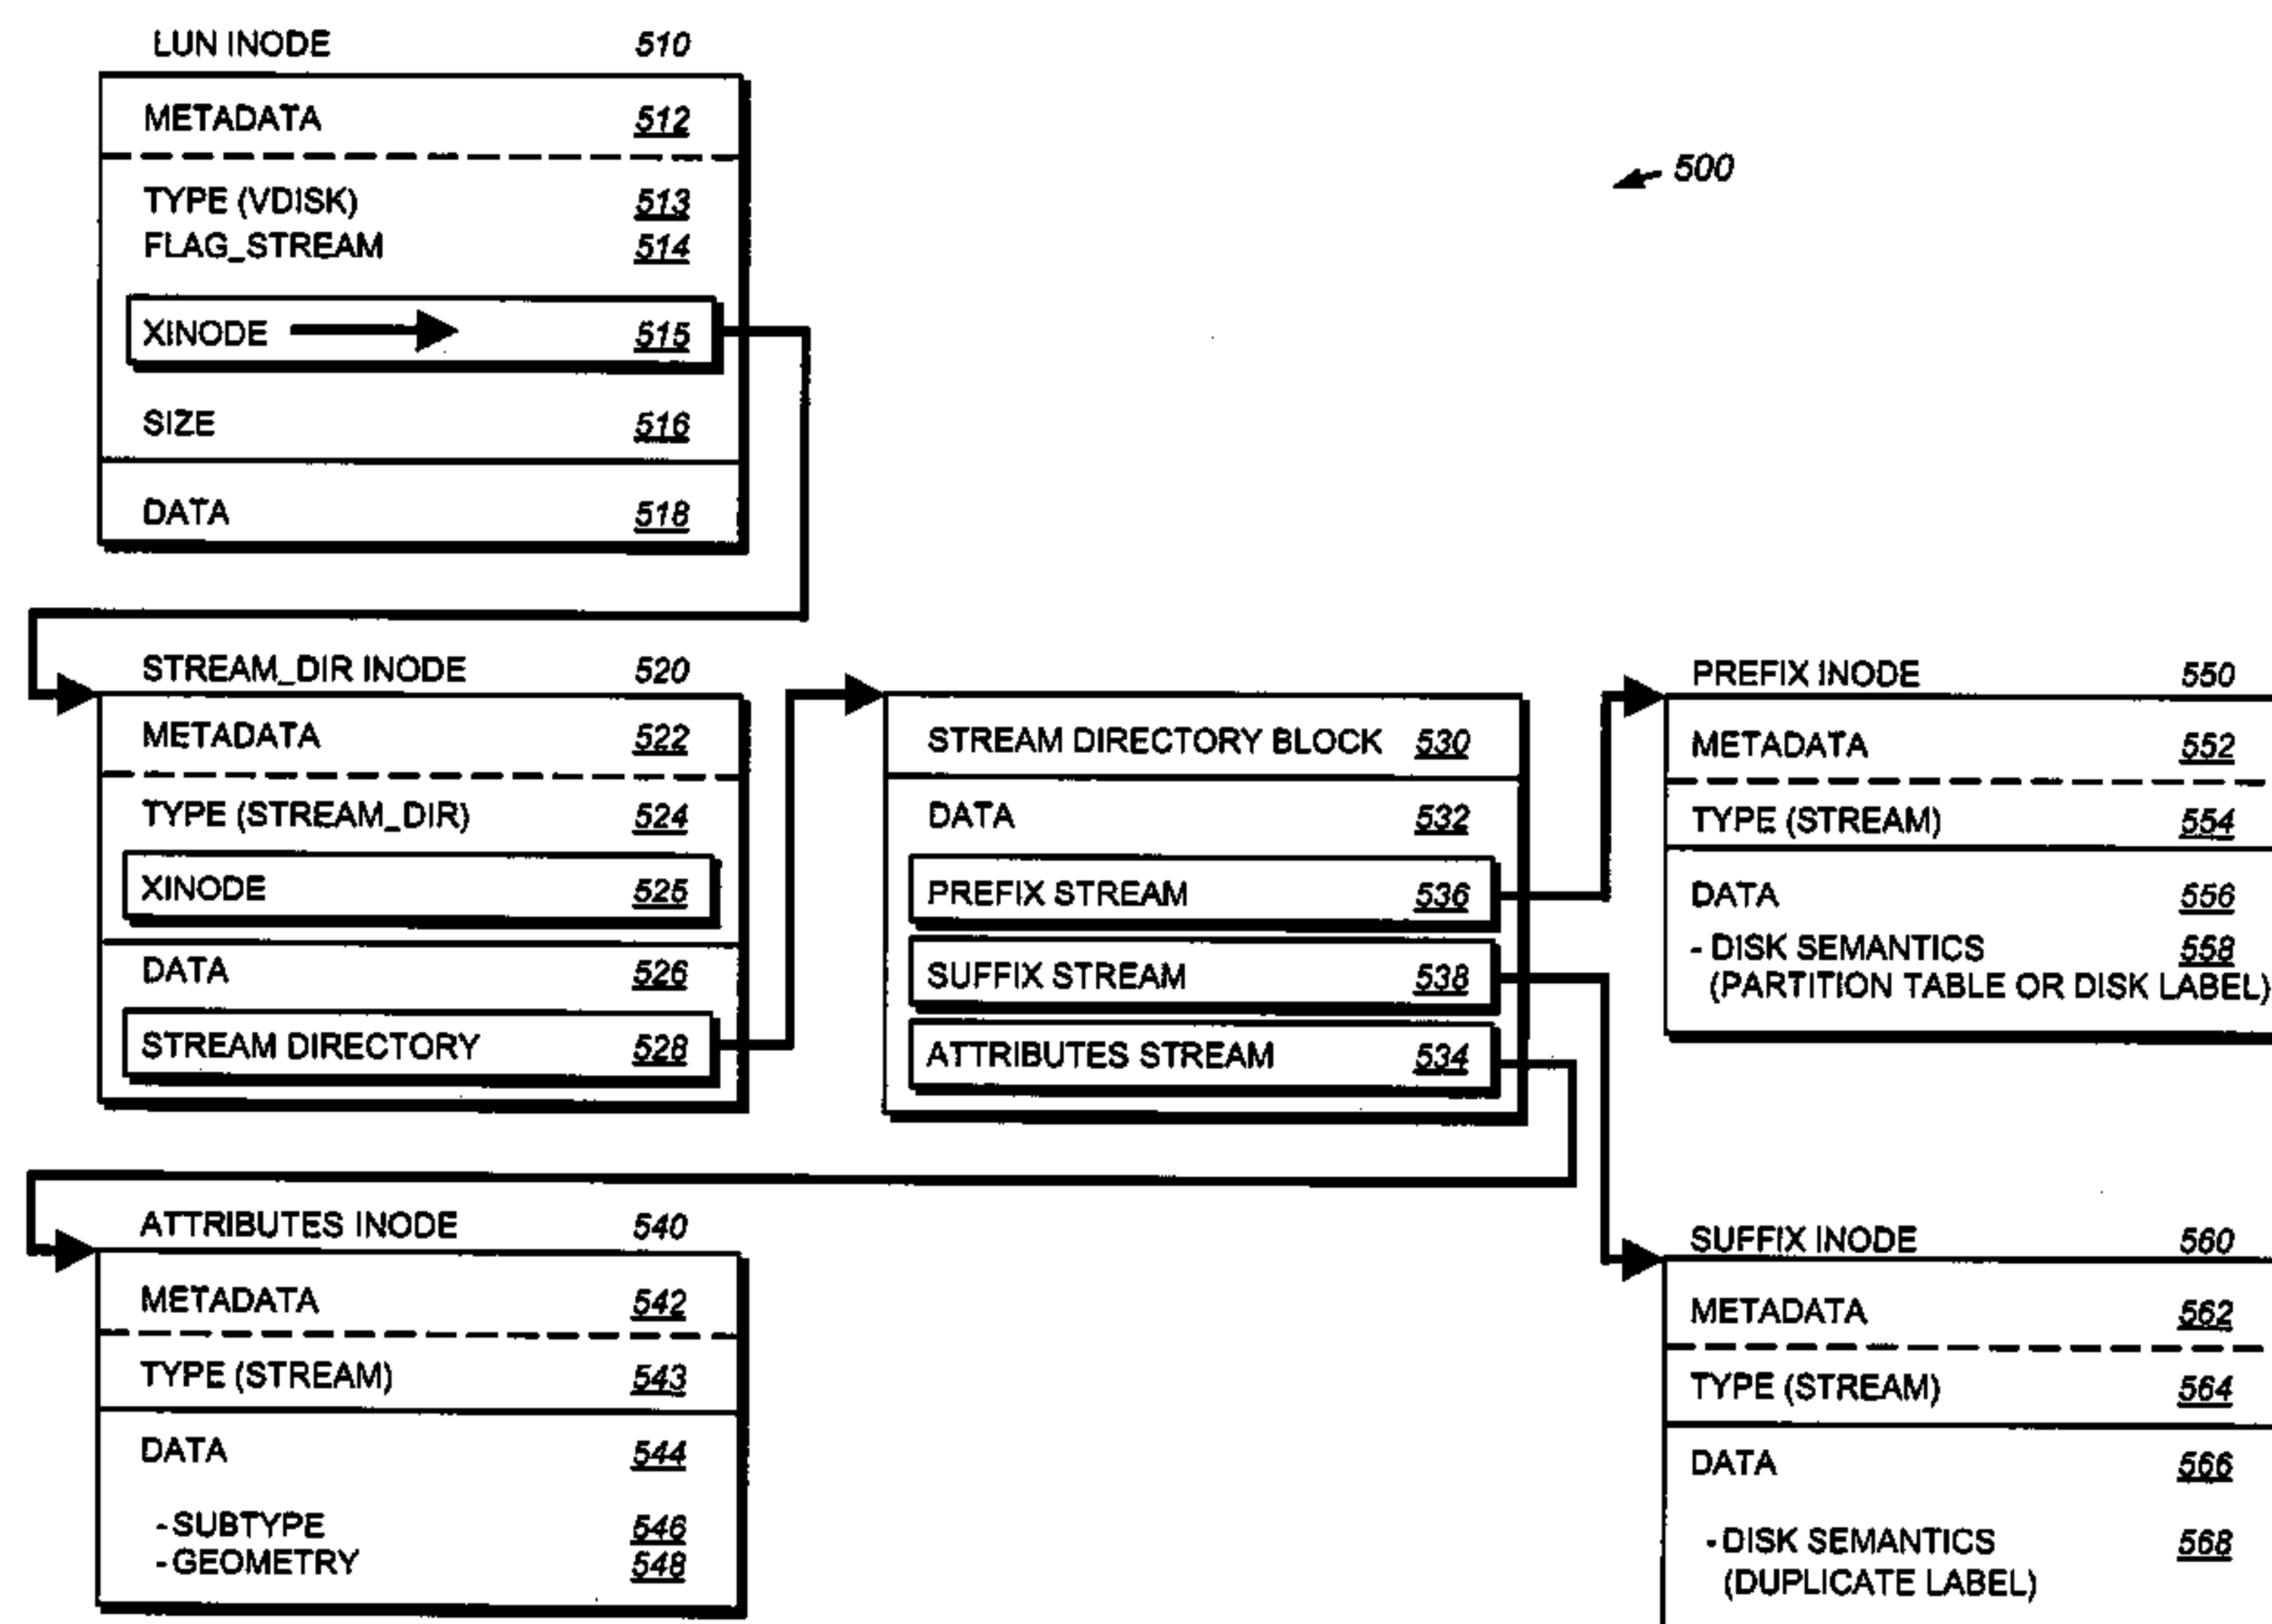 LUN INODE 510
METADATA 512
TYPE (VDISK) 513
FLAG_STREAM 514
XINODE 515
SIZE 516
DATA 518
500
STREAM_DIR INODE 520
METADATA 522
TYPE (STREAM_DIR) 524
XINODE 525
DATA 526
STREAM DIRECTORY 528
STREAM DIRECTORY BLOCK 530
DATA 532
PREFIX STREAM 536
SUFFIX STREAM 538
ATTRIBUTES STREAM 534
PREFIX INODE 550
METADATA 552
TYPE (STREAM) 554
DATA 556
- DISK SEMANTICS 558
(PARTITION TABLE OR DISK LABEL)
ATTRIBUTES INODE 540
METADATA 542
TYPE (STREAM) 543
DATA 544
- SUBTYPE 546
- GEOMETRY 548
SUFFIX INODE 560
METADATA 562
TYPE (STREAM) 564
DATA 566
- DISK SEMANTICS 568
(DUPLICATE LABEL)